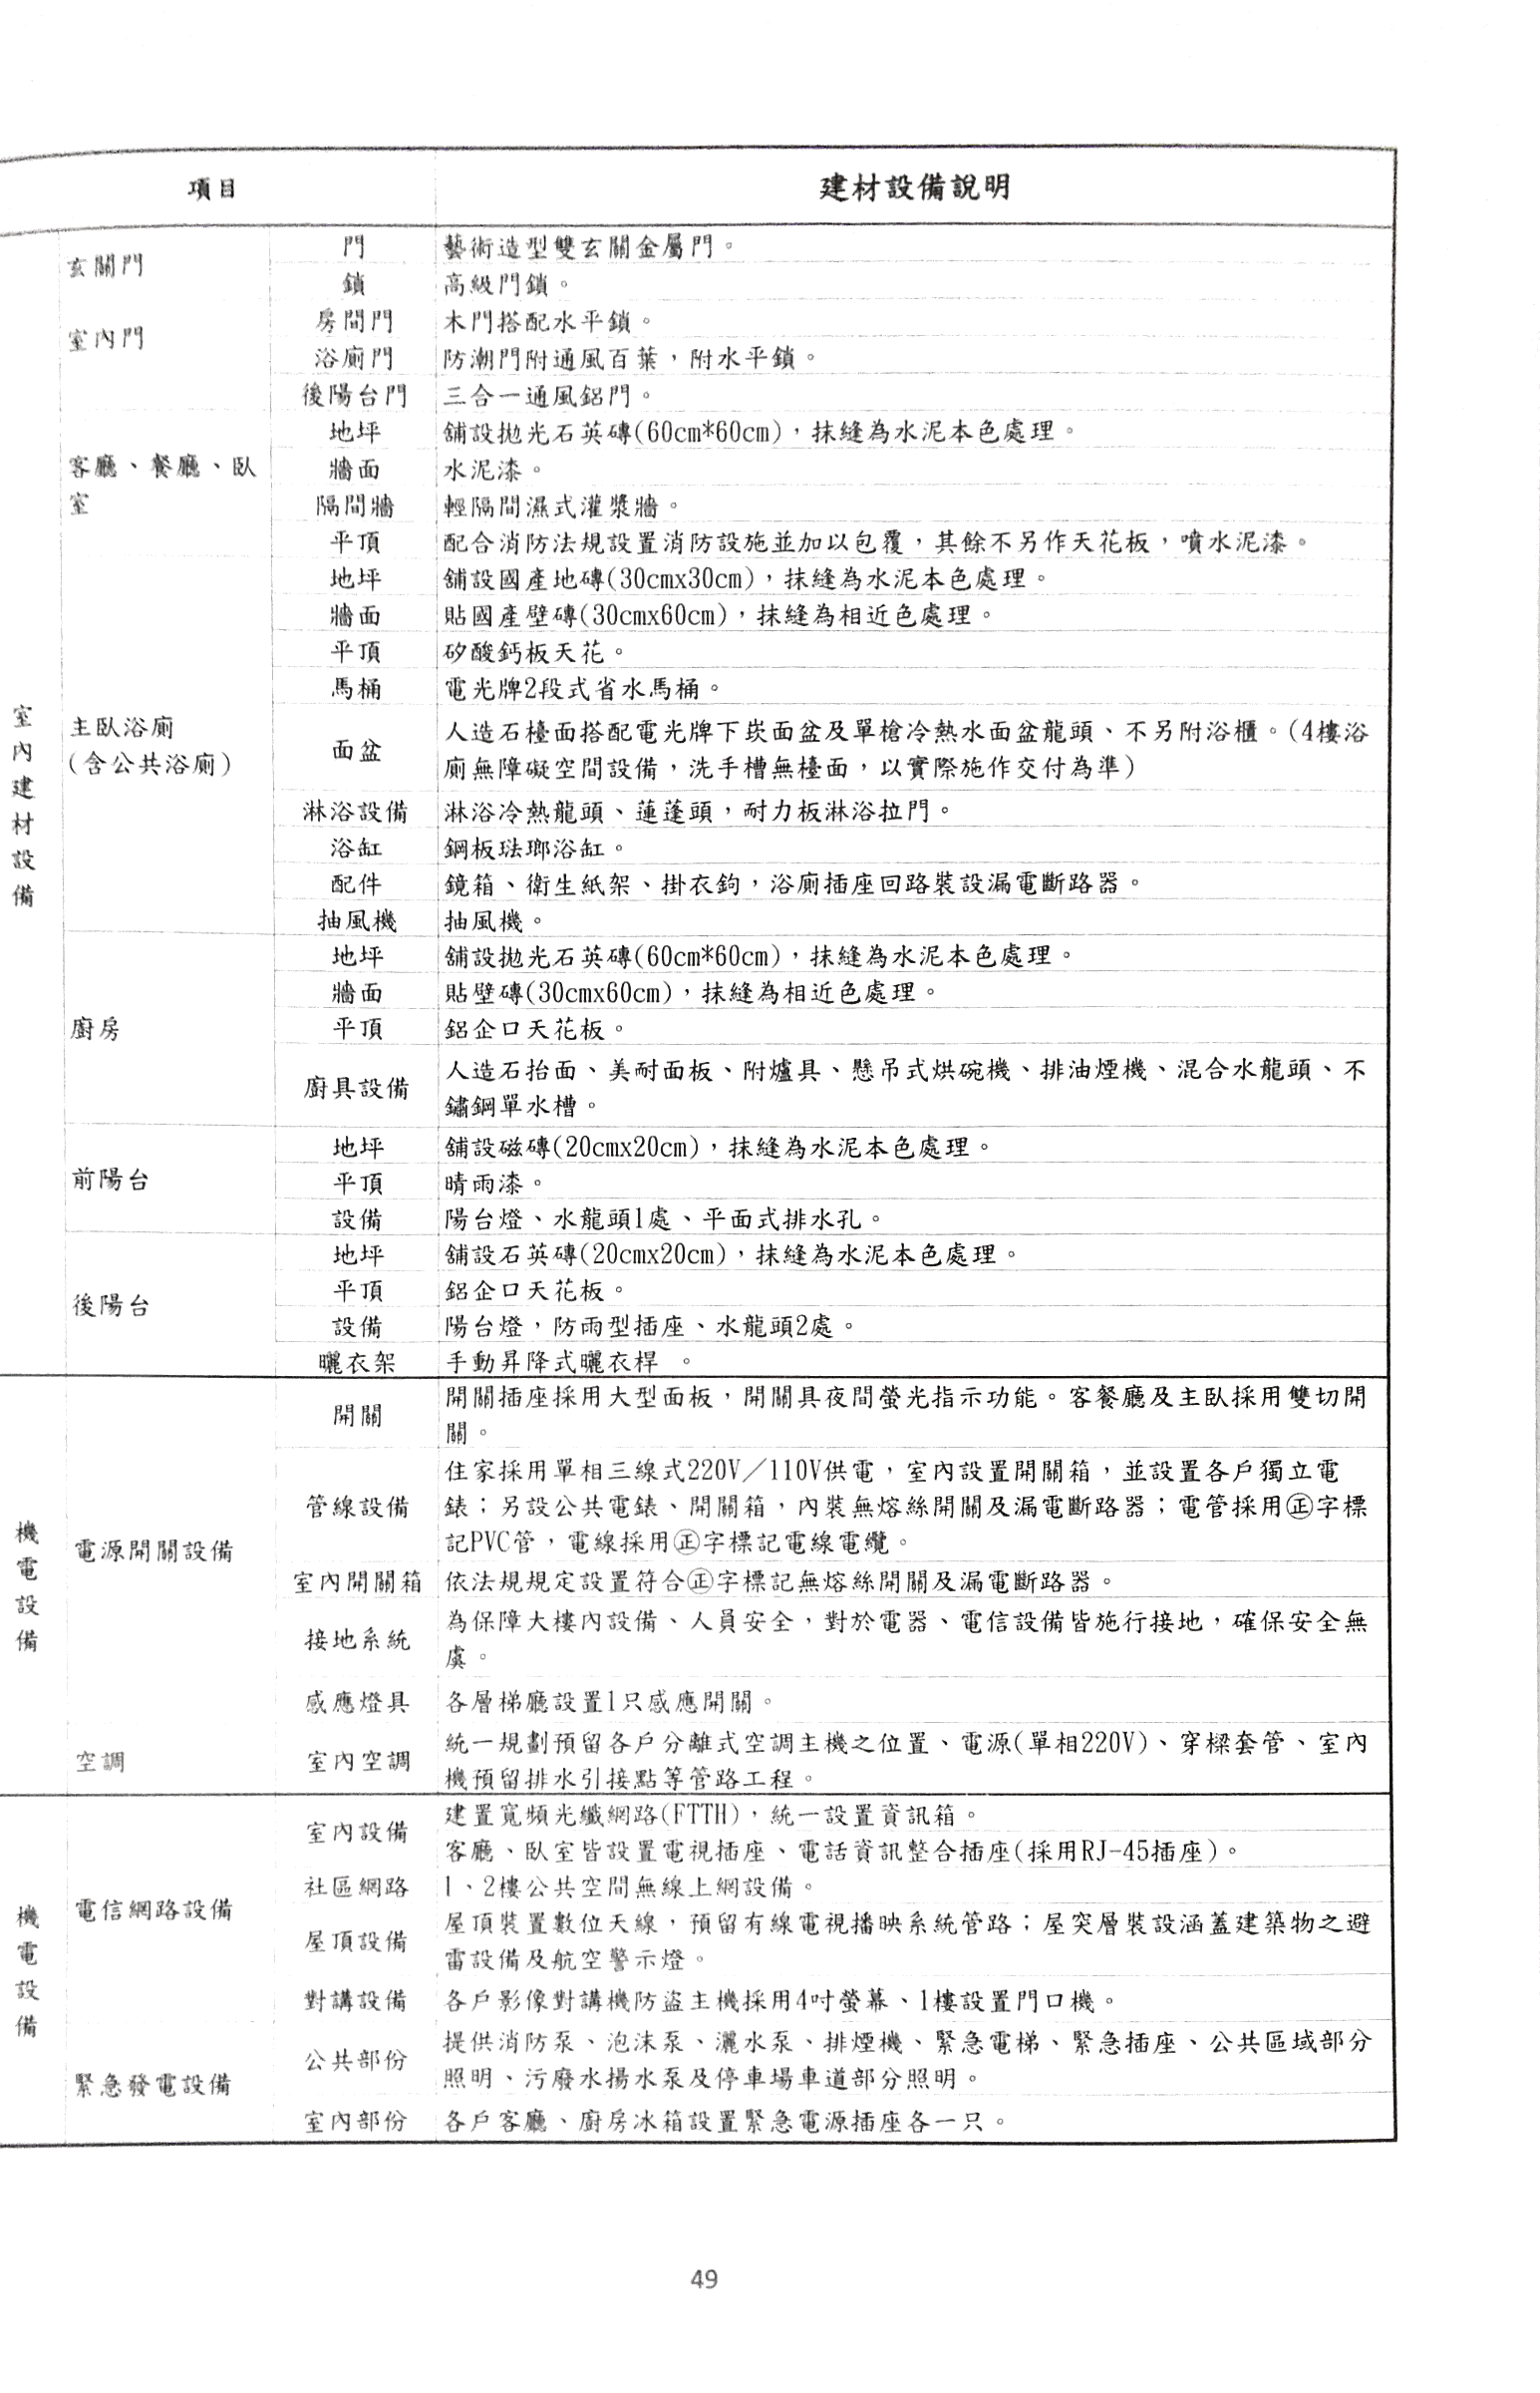 項目 建材設備說明
玄關門 門 藝術造型雙玄關金屬門。
鎖 高級門鎖。
室內門 房間門 木門搭配水平鎖。
浴廁門 防潮門附通風百葉，附水平鎖。
後陽台門 三合一通風鋁門。
客廳、餐廳、臥
室
地坪 舖設拋光石英磚(60cm*60cm)，抹縫為水泥本色處理。
牆面 水泥漆。
隔間牆 輕隔間濕式灌漿牆。
平頂 配合消防法規設置消防設施並加以包覆，其餘不另作天花板，噴水泥漆。
室內建材設備
主臥浴廁
(含公共浴廁)
地坪 舖設國產地磚(30cmx30cm)，抹縫為水泥本色處理。
牆面 貼國產壁磚(30cmx60cm)，抹縫為相近色處理。
平頂 矽酸鈣板天花。
馬桶 電光牌2段式省水馬桶。
面盆 人造石檯面搭配電光牌下崁面盆及單槍冷熱水面盆龍頭、不另附浴櫃。(4樓浴
廁無障礙空間設備，洗手槽無檯面，以實際施作交付為準)
淋浴設備 淋浴冷熱龍頭、蓮蓬頭，耐力板淋浴拉門。
浴缸 鋼板琺瑯浴缸。
配件 鏡箱、衛生紙架、掛衣鉤，浴廁插座回路裝設漏電斷路器。
抽風機 抽風機。
廚房 地坪 舖設拋光石英磚(60cm*60cm)，抹縫為水泥本色處理。
牆面 貼壁磚(30cmx60cm)，抹縫為相近色處理。
平頂 鋁企口天花板。
廚具設備 人造石抬面、美耐面板、附爐具、懸吊式烘碗機、排油煙機、混合水龍頭、不
鏽鋼單水槽。
前陽台 地坪 舖設磁磚(20cmx20cm)，抹縫為水泥本色處理。
平頂 晴雨漆。
設備 陽台燈、水龍頭1處、平面式排水孔。
後陽台 地坪 舖設石英磚(20cmx20cm)，抹縫為水泥本色處理。
平頂 鋁企口天花板。
設備 陽台燈，防雨型插座、水龍頭2處。
曬衣架 手動昇降式曬衣桿 。
機電設備
電源開關設備
開關 開關插座採用大型面板，開關具夜間螢光指示功能。客餐廳及主臥採用雙切開
關。
管線設備 住家採用單相三線式220V／110V供電，室內設置開關箱，並設置各戶獨立電
錶；另設公共電錶、開關箱，內裝無熔絲開關及漏電斷路器；電管採用㊣字標
記PVC管，電線採用㊣字標記電線電纜。
室內開關箱 依法規規定設置符合㊣字標記無熔絲開關及漏電斷路器。
接地系統 為保障大樓內設備、人員安全，對於電器、電信設備皆施行接地，確保安全無
虞。
感應燈具 各層梯廳設置1只感應開關。
空調 室內空調 統一規劃預留各戶分離式空調主機之位置、電源(單相220V)、穿樑套管、室內
機預留排水引接點等管路工程。
機電設備
電信網路設備
室內設備 建置寬頻光纖網路(FTTH)，統一設置資訊箱。
客廳、臥室皆設置電視插座、電話資訊整合插座(採用RJ-45插座)。
社區網路 1、2樓公共空間無線上網設備。
屋頂設備 屋頂裝置數位天線，預留有線電視播映系統管路；屋突層裝設涵蓋建築物之避
雷設備及航空警示燈。
對講設備 各戶影像對講機防盜主機採用4吋螢幕、1樓設置門口機。
緊急發電設備
公共部份 提供消防泵、泡沫泵、灑水泵、排煙機、緊急電梯、緊急插座、公共區域部分
照明、污廢水揚水泵及停車場車道部分照明。
室內部份 各戶客廳、廚房冰箱設置緊急電源插座各一只。
49